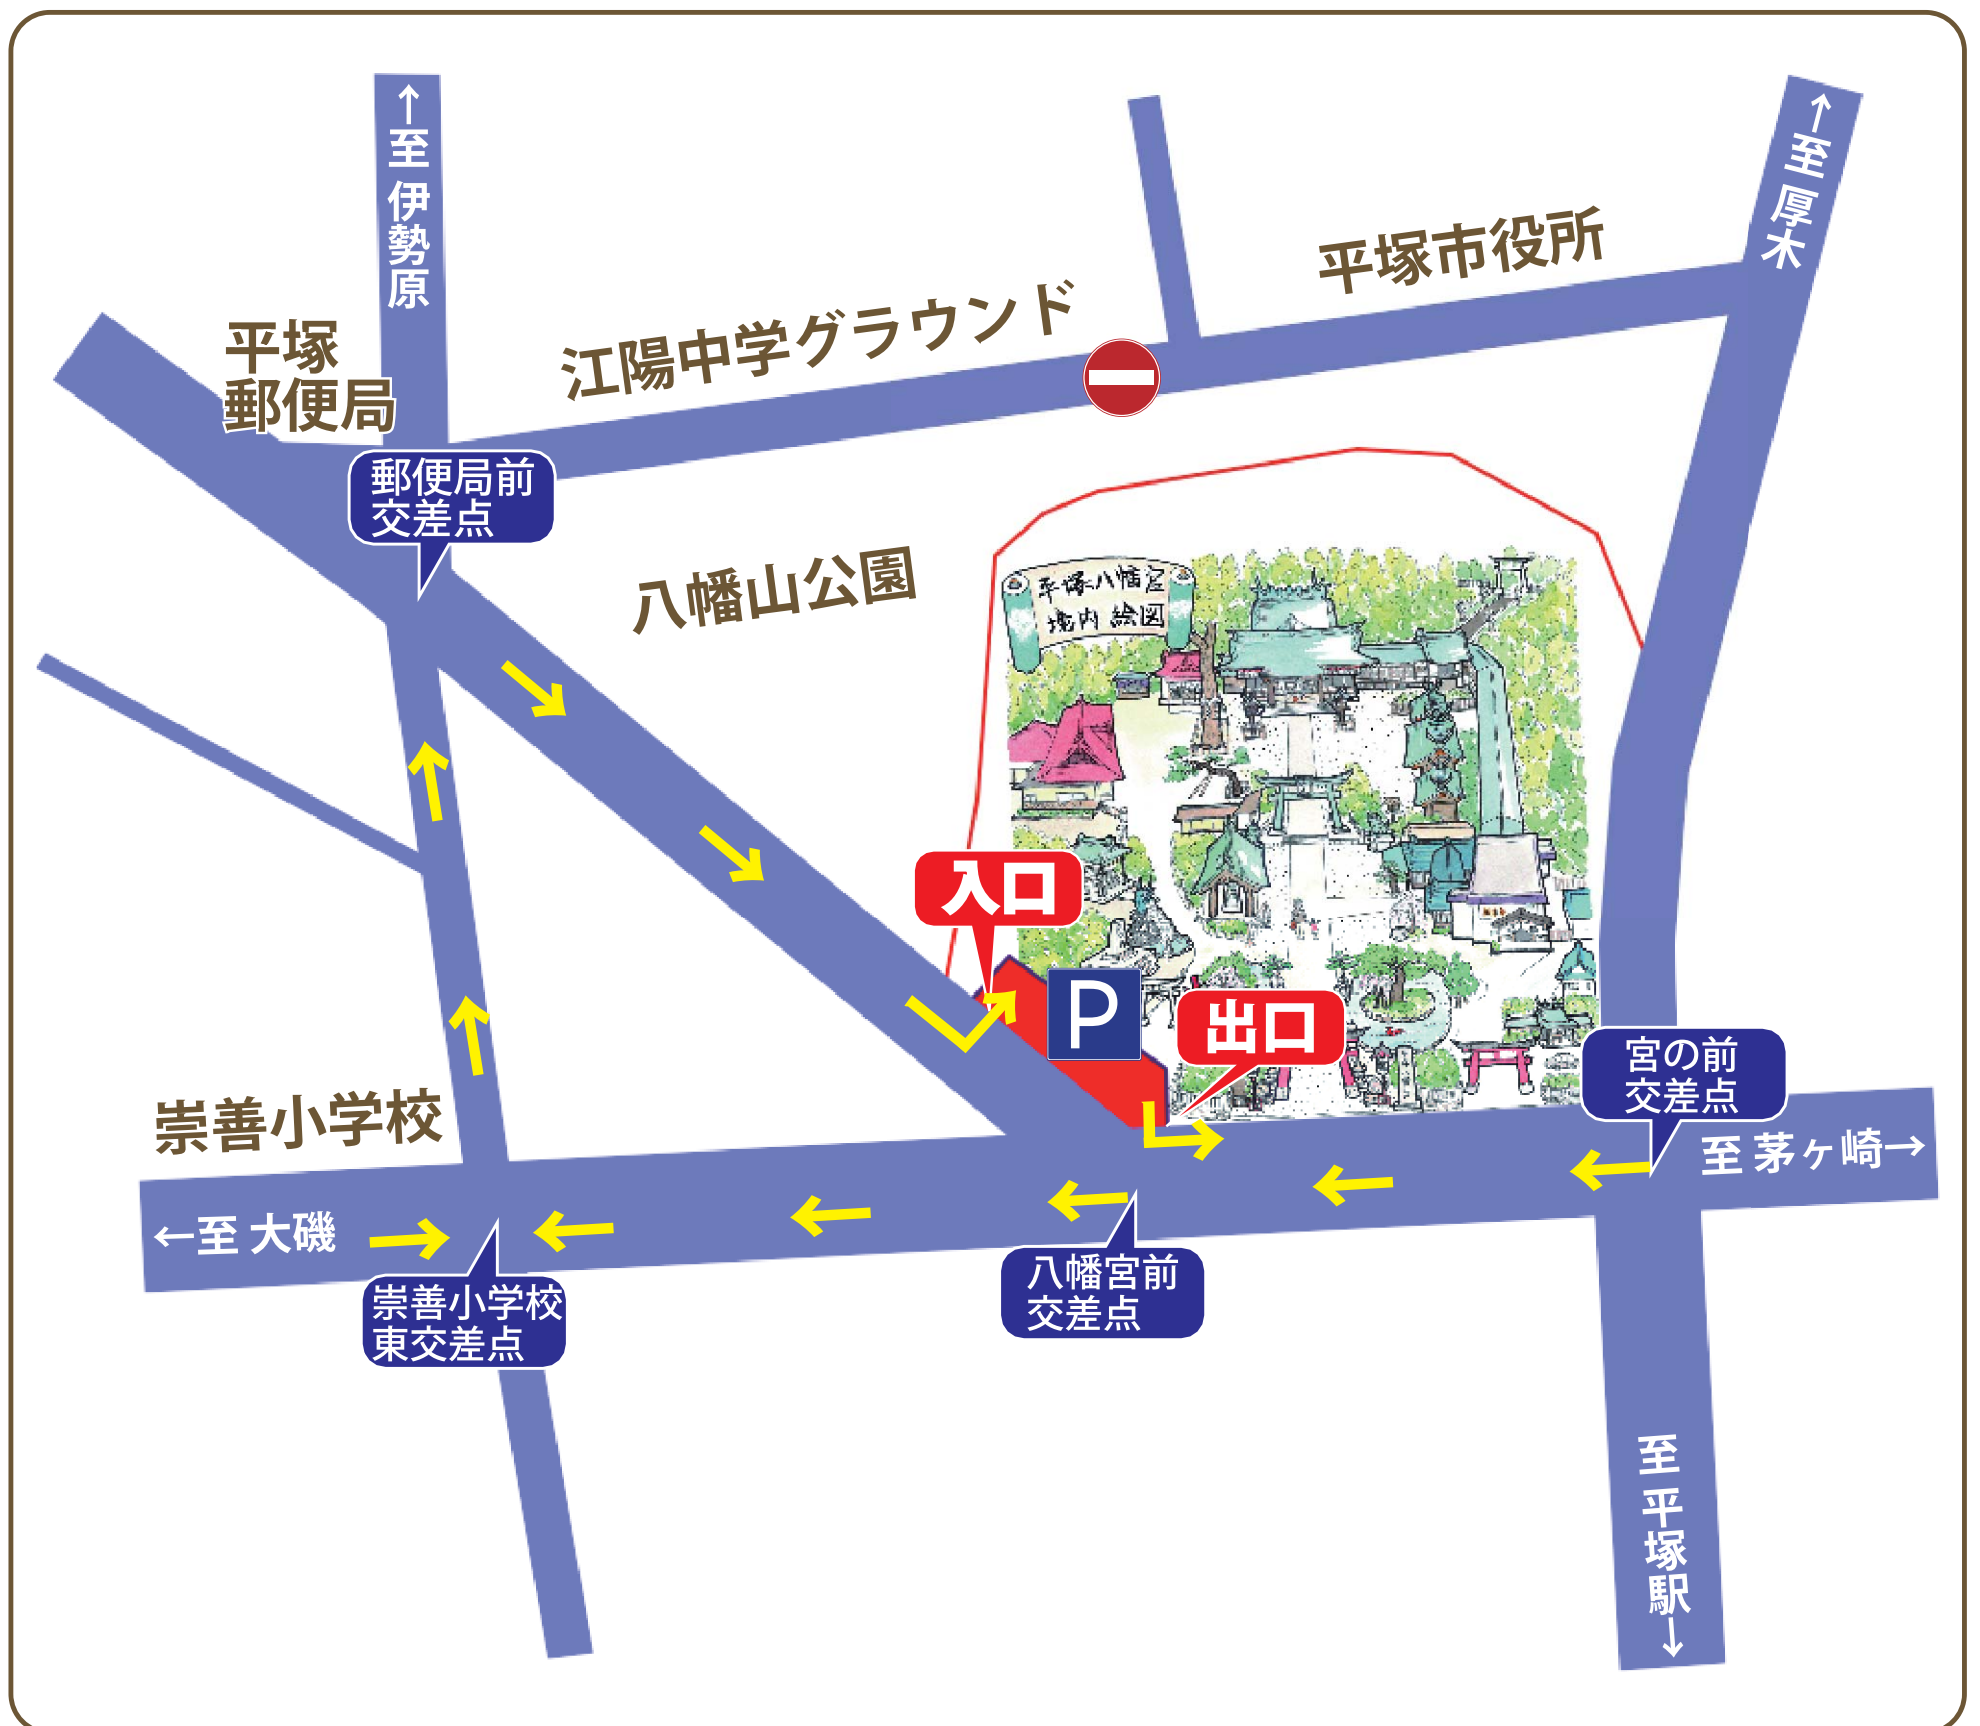 ↑至 伊勢原
↑至 厚木
平塚市役所
江陽中学グラウンド
平塚
郵便局
郵便局前
交差点
八幡山公園
平塚八幡宮
境内 絵図
入口
P
出口
宮の前
交差点
崇善小学校
至 茅ヶ崎→
←至 大磯
八幡宮前
交差点
崇善小学校
東交差点
至 平塚駅→